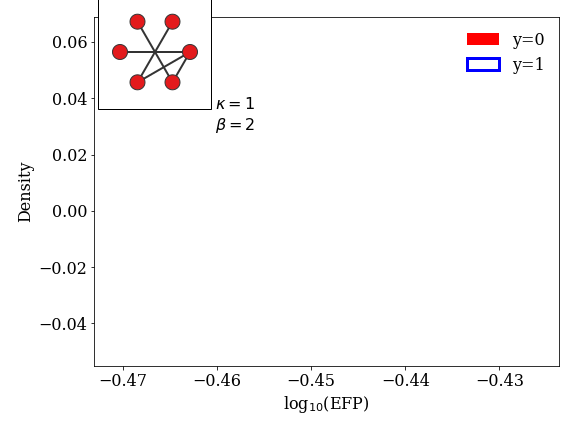 y=0
y=1
κ = 1
β = 2
0.06
0.04
0.02
0.00
−0.02
−0.04
Density
−0.47 −0.46 −0.45 −0.44 −0.43
log₁₀(EFP)